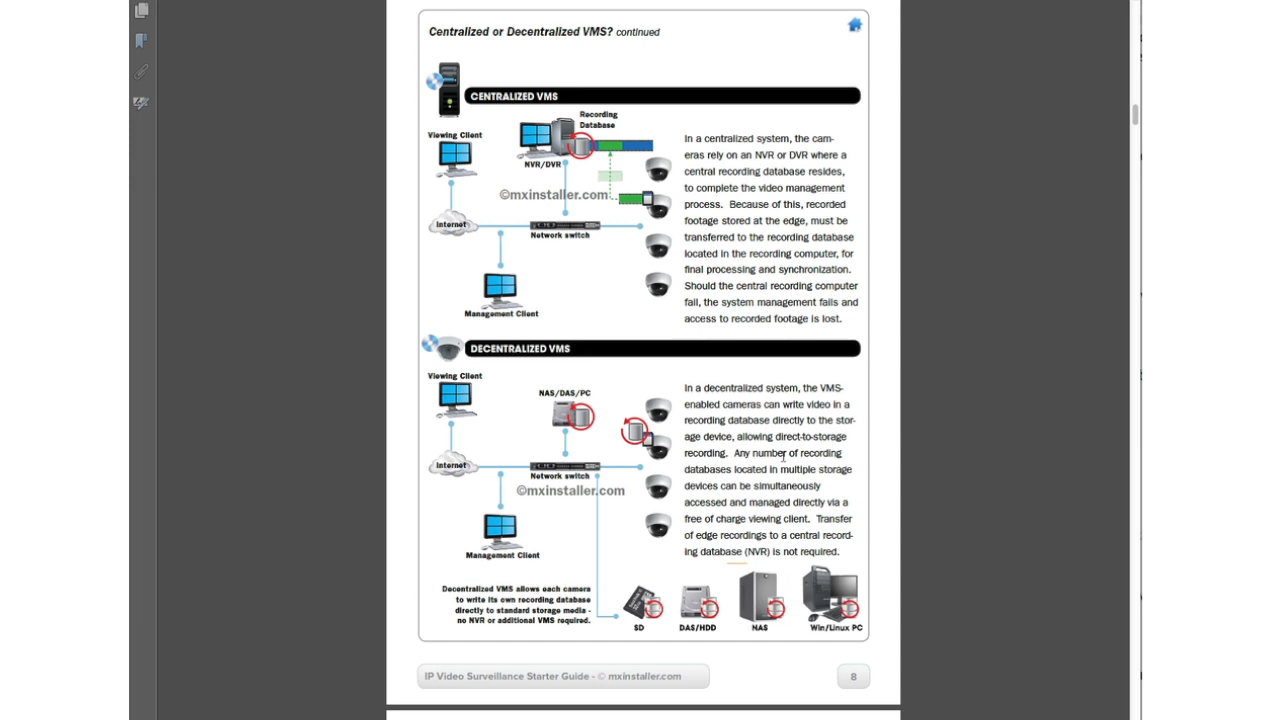 Centralized or Decentralized VMS? continued
CENTRALIZED VMS
Recording
Database
Viewing Client
NVR/DVR
©mxinstaller.com
Internet
Network switch
Management Client
In a centralized system, the cam-
eras rely on an NVR or DVR where a
central recording database resides,
to complete the video management
process. Because of this, recorded
footage stored at the edge, must be
transferred to the recording database
located in the recording computer, for
final processing and synchronization.
Should the central recording computer
fail, the system management fails and
access to recorded footage is lost.
DECENTRALIZED VMS
Viewing Client
NAS/DAS/PC
Internet
Network switch
©mxinstaller.com
Management Client
In a decentralized system, the VMS-
enabled cameras can write video in a
recording database directly to the stor-
age device, allowing direct-to-storage
recording. Any number of recording
databases located in multiple storage
devices can be simultaneously
accessed and managed directly via a
free of charge viewing client. Transfer
of edge recordings to a central record-
ing database (NVR) is not required.
Decentralized VMS allows each camera
to write its own recording database
directly to standard storage media -
no NVR or additional VMS required.
SD
DAS/HDD
NAS
Win/Linux PC
IP Video Surveillance Starter Guide - © mxinstaller.com
8